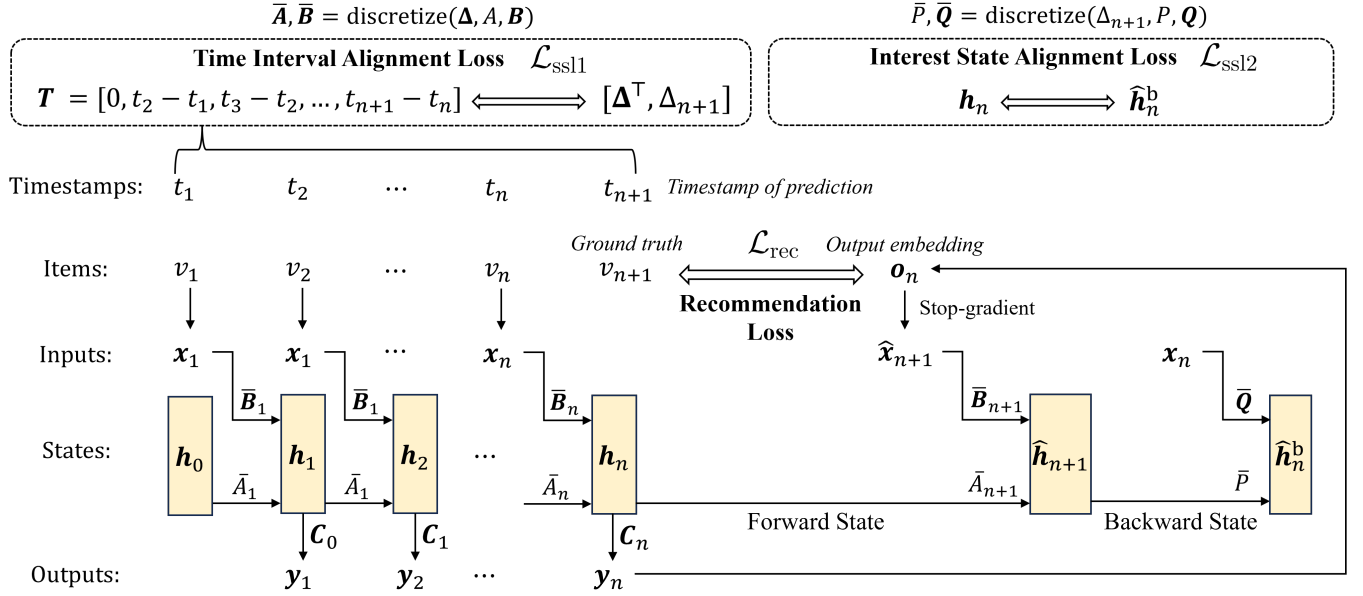 A̅, B̅ = discretize(Δ, A, B)
P̅, Q̅ = discretize(Δₙ₊₁, P, Q)
Time Interval Alignment Loss ℒssl1
T = [0, t₂ − t₁, t₃ − t₂, ..., tₙ₊₁ − tₙ] ⟺ [Δ⊤, Δₙ₊₁]
Interest State Alignment Loss ℒssl2
hₙ ⟺ ĥₙᵇ
Timestamps: t₁ t₂ ⋯ tₙ tₙ₊₁ Timestamp of prediction
Ground truth ℒrec Output embedding
Items: v₁ v₂ ⋯ vₙ vₙ₊₁ oₙ
Recommendation
Loss
Stop-gradient
Inputs: x₁ x₁ ⋯ xₙ x̂ₙ₊₁ xₙ
B̅₁ B̅₁ B̅ₙ B̅ₙ₊₁ Q̅
States: h₀ h₁ h₂ ⋯ hₙ ĥₙ₊₁ ĥₙᵇ
A̅₁ A̅₁ A̅ₙ A̅ₙ₊₁ P̅
Forward State Backward State
C₀ C₁ Cₙ
Outputs: y₁ y₂ ⋯ yₙ